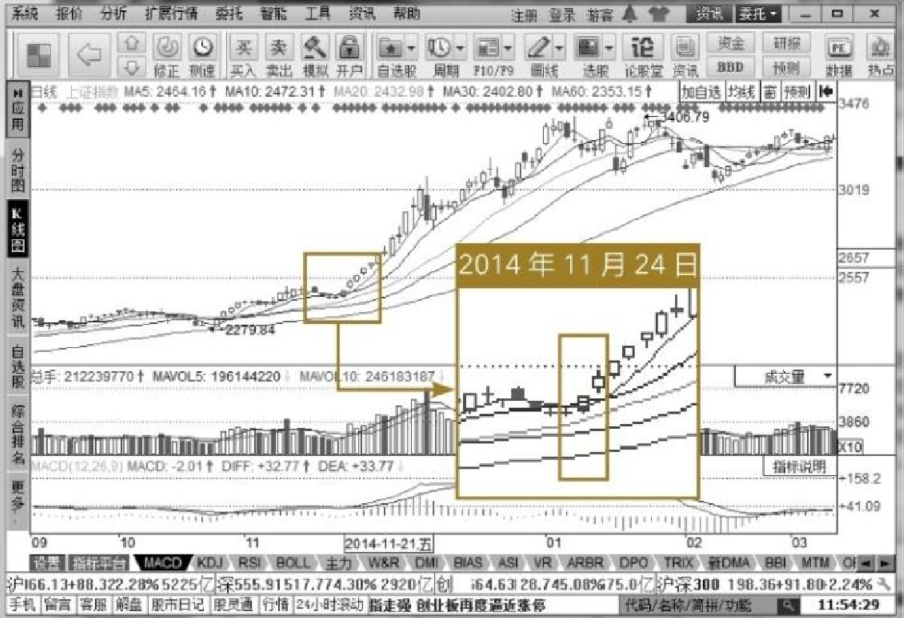 系统 报价 分析 扩展行情 委托 智能 工具 资讯 帮助 注册 登录 游客 资讯 委托
修正 测速 买入 卖出 模拟 开户 自选股 周期 F10/F9 画线 选股 论股堂 资讯 资金 BBD 研报 预测 数据 热点
日线 上证指数 MA5: 2464.16↑ MA10: 2472.31↑ MA20: 2432.98↑ MA30: 2402.80↑ MA60: 2353.15↑ 加自选 均线 窗 预测
应用
分时图
K线图
大盘资讯
自选股
综合排名
更多
3476
3406.79
3019
2657
2557
2279.84
2014年11月24日
总手: 212239770↑ MAVOL5: 196144220↓ MAVOL10: 246183187↓ 成交量
7720
3860
X10
MACD(12,26,9) MACD: -2.01↑ DIFF: +32.77↑ DEA: +33.77↓ 指标说明
+158.2
+41.09
09 10 11 2014-11-21,五 01 02 03
设置 指标平台 MACD KDJ RSI BOLL 主力 W&R DMI BIAS ASI VR ARBR DPO TRIX 新DMA BBI MTM
沪166.13+88.322.28% 5225亿 深555.91517.774.30% 2920亿 创 64.63128.745.08%75.0亿 沪深300 198.36+91.80+2.24%
手机 留言 客服 解盘 股市日记 股灵通 行情 24小时滚动 指走强 创业板再度逼近涨停 代码/名称/简拼/功能 11:54:29